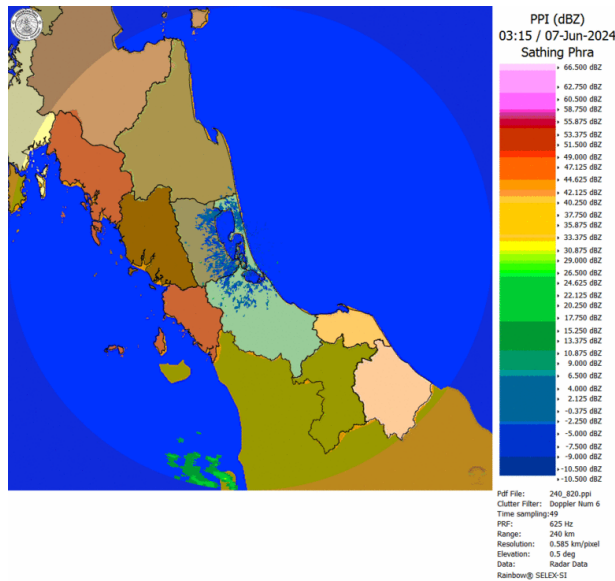 PPI (dBZ)
03:15 / 07-Jun-2024
Sathing Phra
66.500 dBZ
62.750 dBZ
60.500 dBZ
58.750 dBZ
55.875 dBZ
53.375 dBZ
51.500 dBZ
49.000 dBZ
47.125 dBZ
44.625 dBZ
42.125 dBZ
40.250 dBZ
37.750 dBZ
35.875 dBZ
33.375 dBZ
30.875 dBZ
29.000 dBZ
26.500 dBZ
24.625 dBZ
22.125 dBZ
20.250 dBZ
17.750 dBZ
15.250 dBZ
13.375 dBZ
10.875 dBZ
9.000 dBZ
6.500 dBZ
4.000 dBZ
2.125 dBZ
-0.375 dBZ
-2.250 dBZ
-5.000 dBZ
-7.500 dBZ
-9.000 dBZ
-10.500 dBZ
-10.500 dBZ
Pdf File: 240_820.ppi
Clutter Filter: Doppler Num 6
Time sampling:49
PRF: 625 Hz
Range: 240 km
Resolution: 0.585 km/pixel
Elevation: 0.5 deg
Data: Radar Data
Rainbow® SELEX-SI